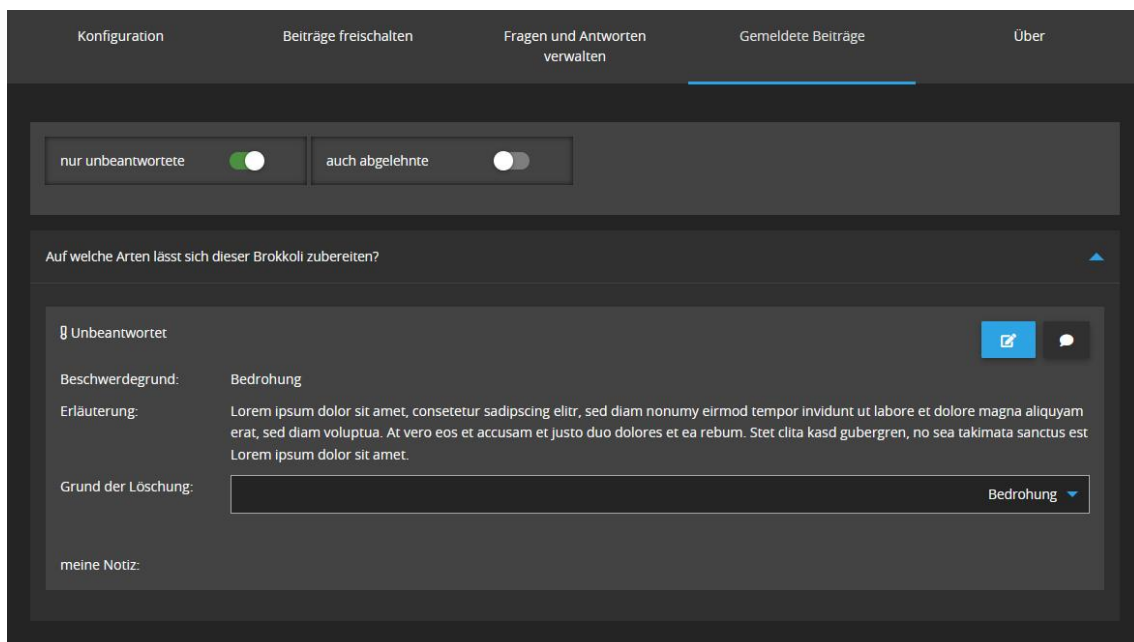 Konfiguration
Beiträge freischalten
Fragen und Antworten
verwalten
Gemeldete Beiträge
Über
nur unbeantwortete
auch abgelehnte
Auf welche Arten lässt sich dieser Brokkoli zubereiten?
Unbeantwortet
Beschwerdegrund: Bedrohung
Erläuterung: Lorem ipsum dolor sit amet, consetetur sadipscing elitr, sed diam nonumy eirmod tempor invidunt ut labore et dolore magna aliquyam
erat, sed diam voluptua. At vero eos et accusam et justo duo dolores et ea rebum. Stet clita kasd gubergren, no sea takimata sanctus est
Lorem ipsum dolor sit amet.
Grund der Löschung: Bedrohung
meine Notiz: